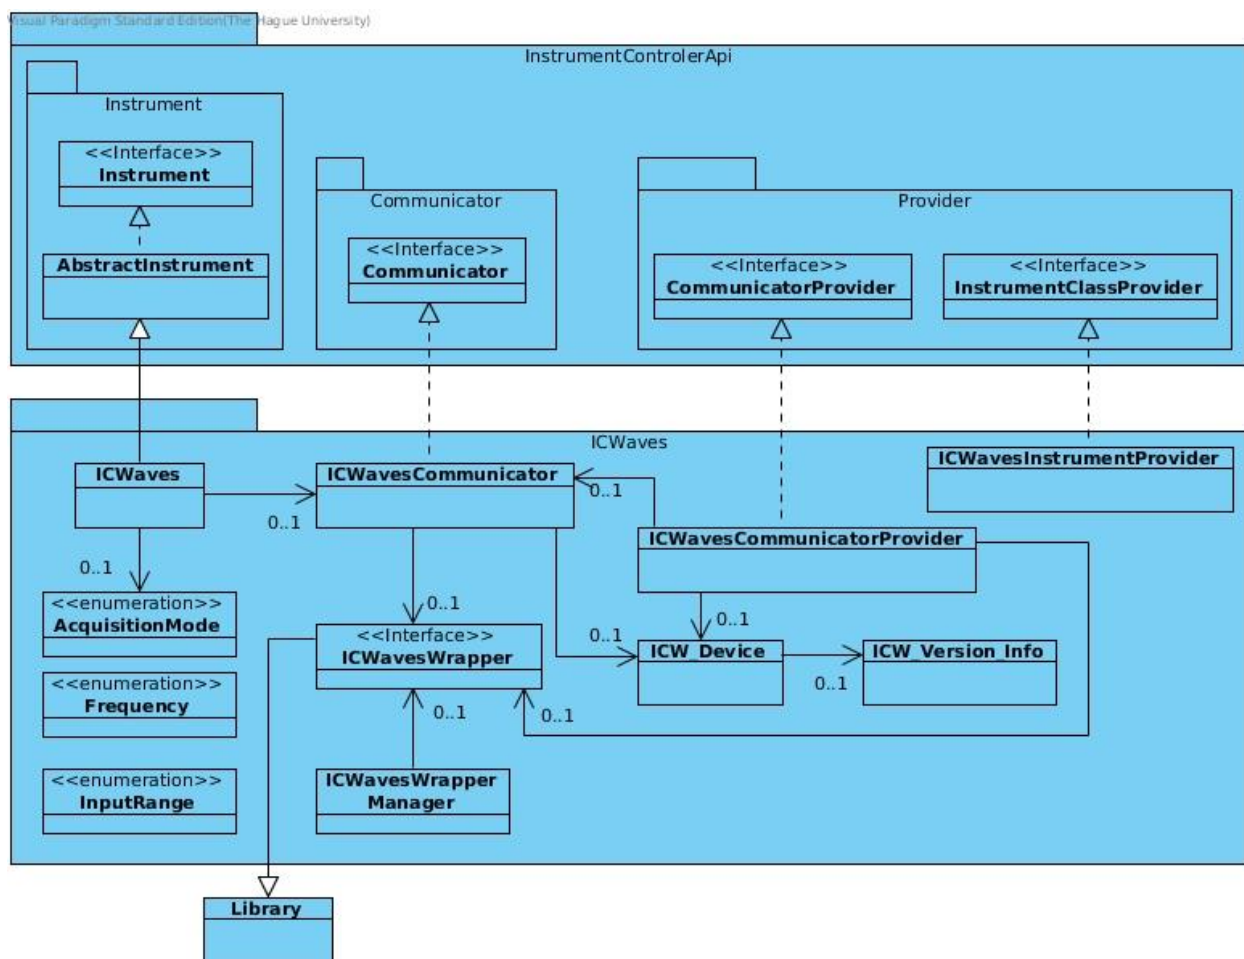 Visual Paradigm Standard Edition(The Hague University)
InstrumentControlerApi
Instrument
<<Interface>>
Instrument
AbstractInstrument
Communicator
<<Interface>>
Communicator
Provider
<<Interface>>
CommunicatorProvider
<<Interface>>
InstrumentClassProvider
ICWaves
ICWaves
0..1
ICWavesCommunicator
0..1
ICWavesInstrumentProvider
ICWavesCommunicatorProvider
0..1
<<enumeration>>
AcquisitionMode
0..1
<<Interface>>
ICWavesWrapper
0..1
0..1
ICW_Device
0..1
ICW_Version_Info
<<enumeration>>
Frequency
0..1
0..1
<<enumeration>>
InputRange
ICWavesWrapper
Manager
Library